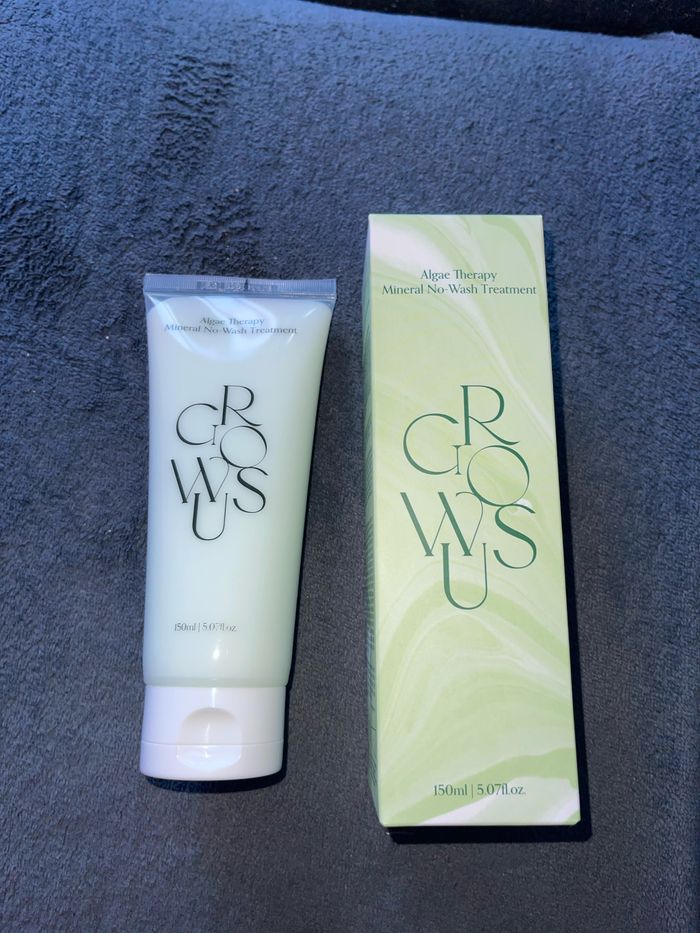 Algae Therapy
Mineral No-Wash Treatment
GROWUS
150ml | 5.07fl.oz.
Algae Therapy
Mineral No-Wash Treatment
GROWUS
150ml | 5.07fl.oz.